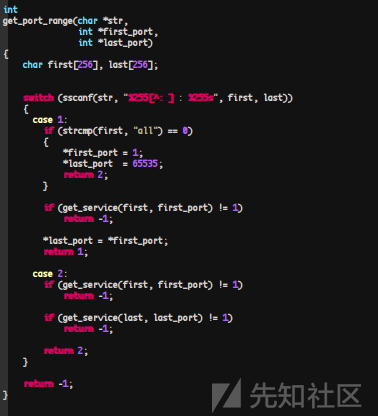 int
get_port_range(char *str,
               int *first_port,
               int *last_port)
{
    char first[256], last[256];

    switch (sscanf(str, "%255[^: ] : %255s", first, last))
    {
      case 1:
        if (strcmp(first, "all") == 0)
        {
            *first_port = 1;
            *last_port  = 65535;
            return 2;
        }

        if (get_service(first, first_port) != 1)
            return -1;

        *last_port = *first_port;
        return 1;

      case 2:
        if (get_service(first, first_port) != 1)
            return -1;

        if (get_service(last, last_port) != 1)
            return -1;

        return 2;
    }

    return -1;
}
先知社区